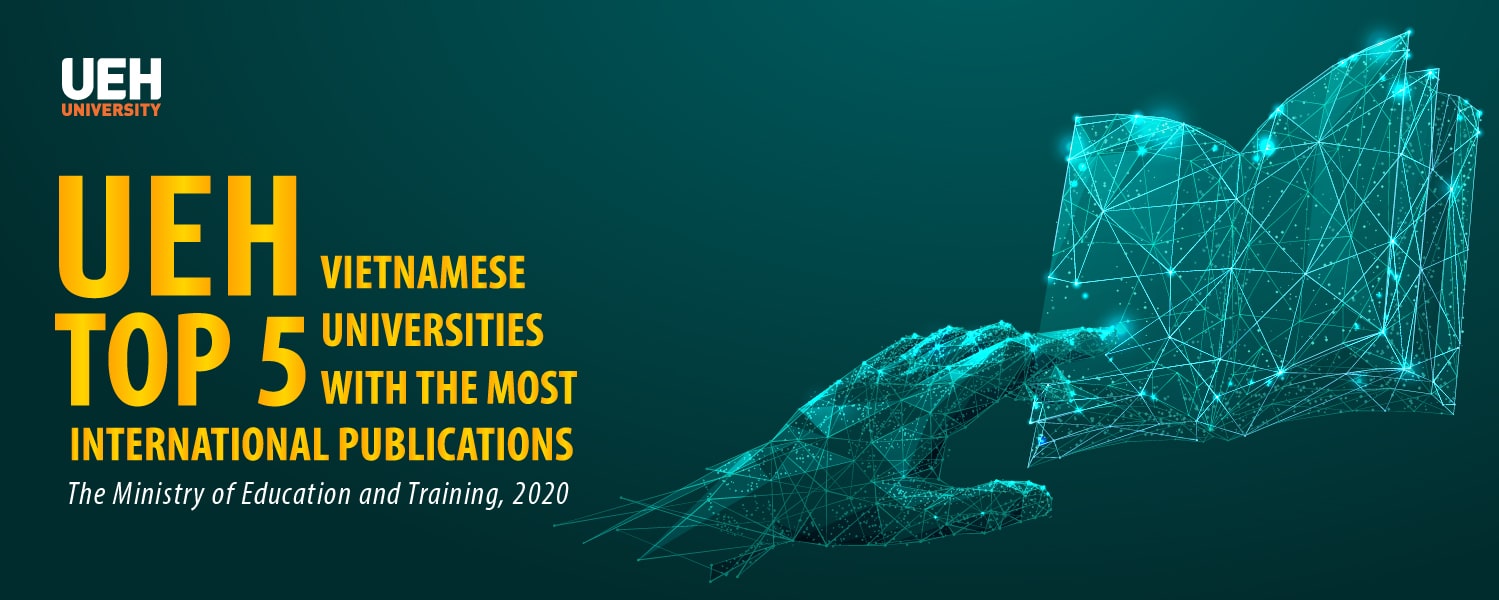 UEH
UNIVERSITY
UEH
TOP 5
VIETNAMESE
UNIVERSITIES
WITH THE MOST
INTERNATIONAL PUBLICATIONS
The Ministry of Education and Training, 2020